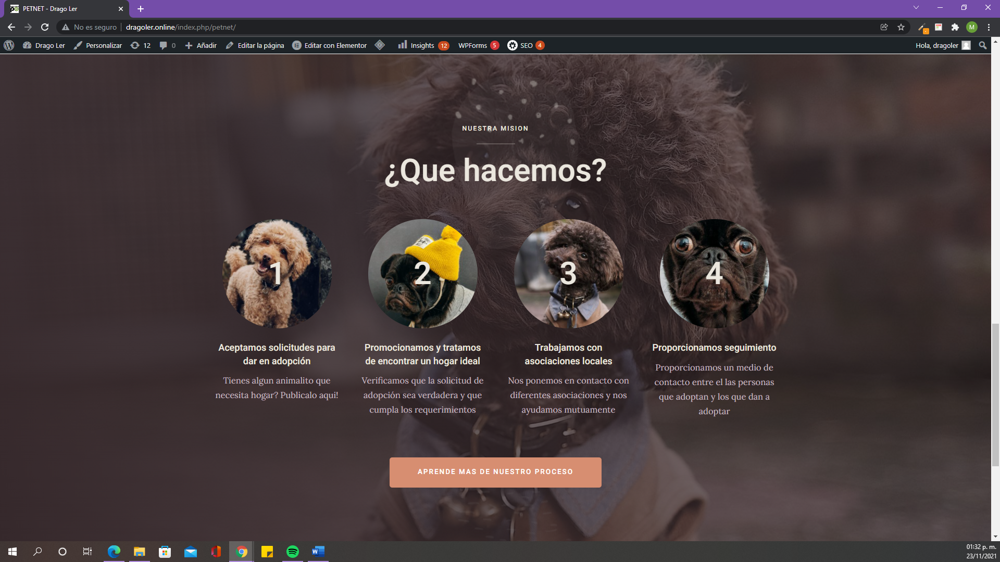 PETNET - Drago Ler
No es seguro
dragoler.online/index.php/petnet/
M
Drago Ler
Personalizar
12
0
Añadir
Editar la página
Editar con Elementor
Insights 12
WPForms 5
SEO 4
Hola, dragoler
NUESTRA MISION
¿Que hacemos?
1
2
3
4
Aceptamos solicitudes para
dar en adopción
Tienes algun animalito que
necesita hogar? Publicalo aqui!
Promocionamos y tratamos
de encontrar un hogar ideal
Verificamos que la solicitud de
adopción sea verdadera y que
cumpla los requerimientos
Trabajamos con
asociaciones locales
Nos ponemos en contacto con
diferentes asociaciones y nos
ayudamos mutuamente
Proporcionamos seguimiento
Proporcionamos un medio de
contacto entre el las personas
que adoptan y los que dan a
adoptar
APRENDE MAS DE NUESTRO PROCESO
01:32 p. m.
23/11/2021